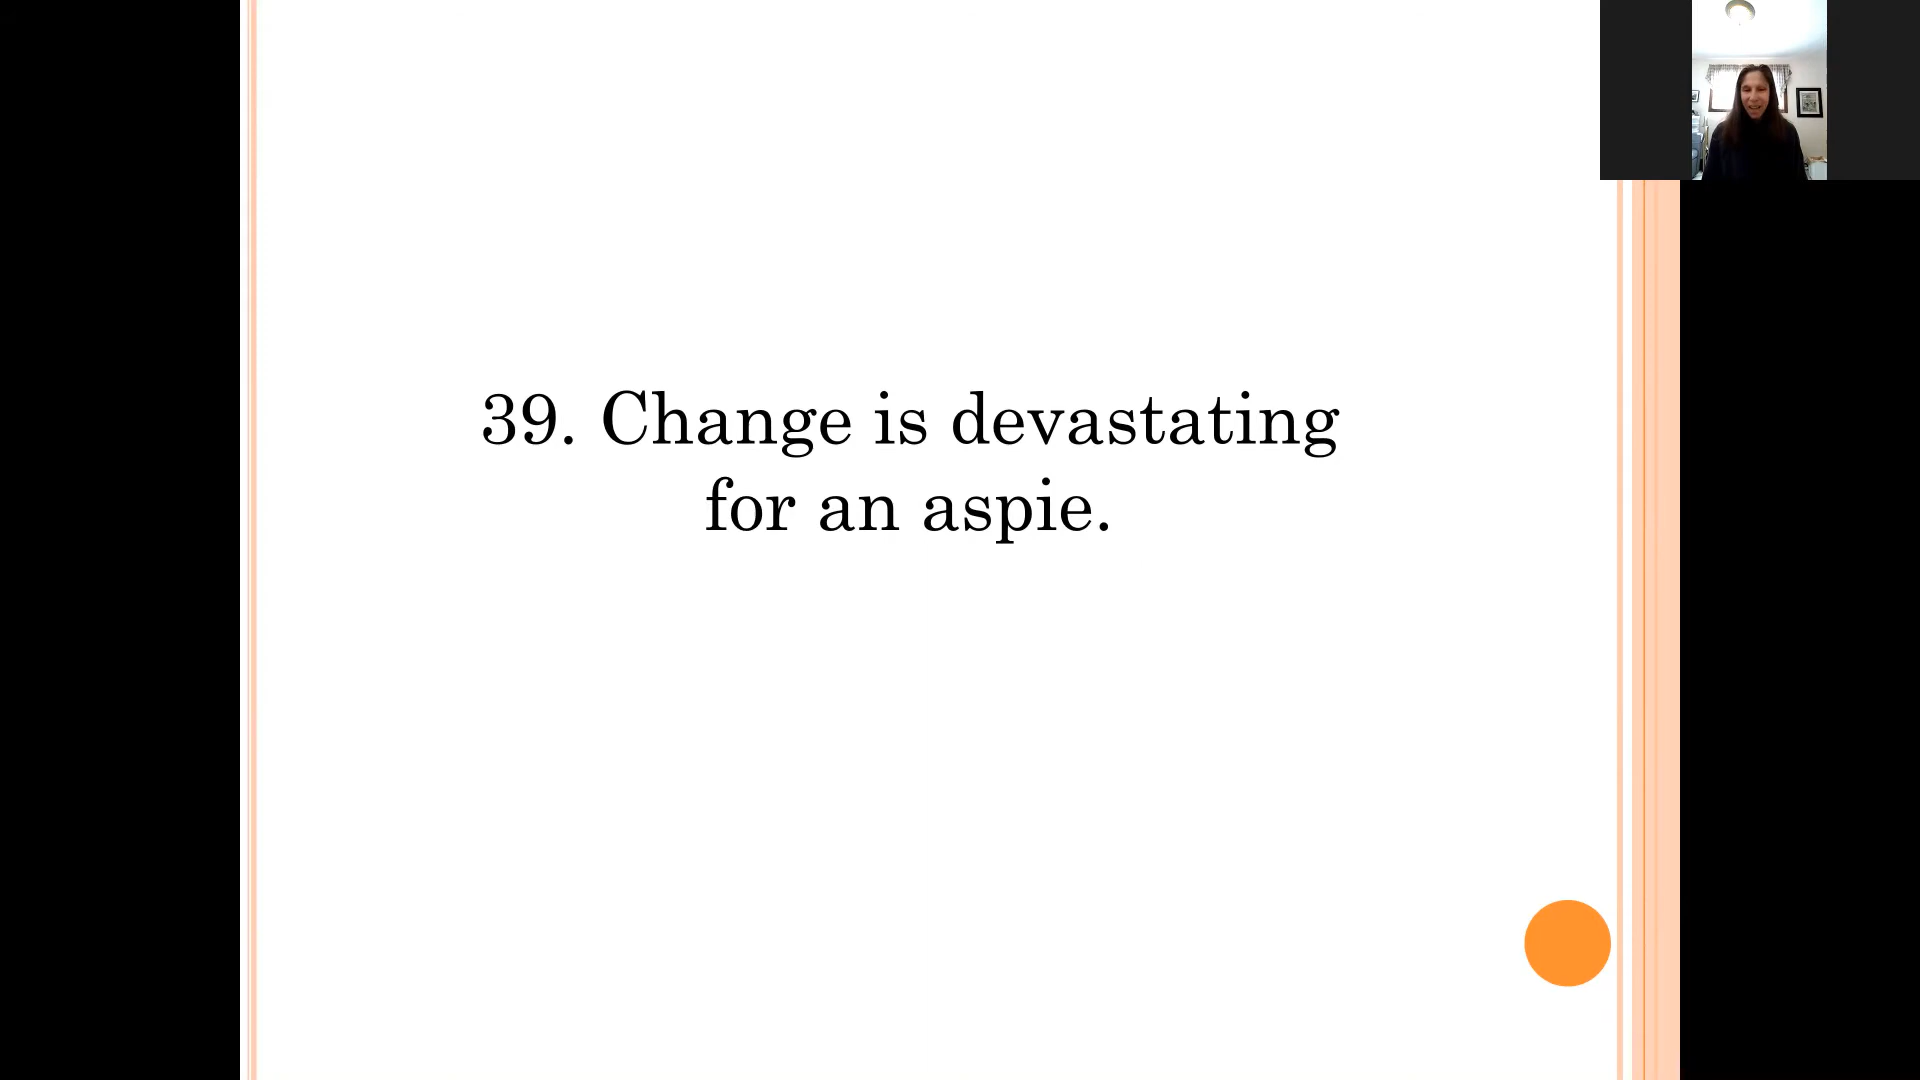 39. Change is devastating
for an aspie.